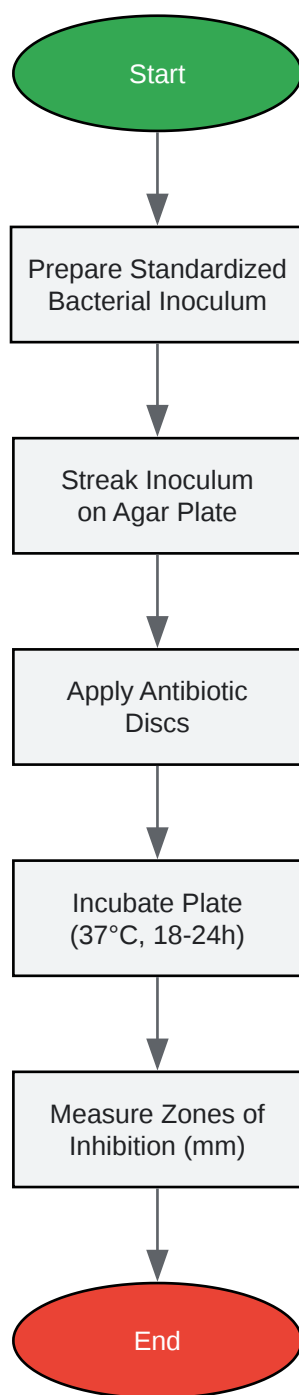 Start
Prepare Standardized
Bacterial Inoculum
Streak Inoculum
on Agar Plate
Apply Antibiotic
Discs
Incubate Plate
(37°C, 18-24h)
Measure Zones of
Inhibition (mm)
End